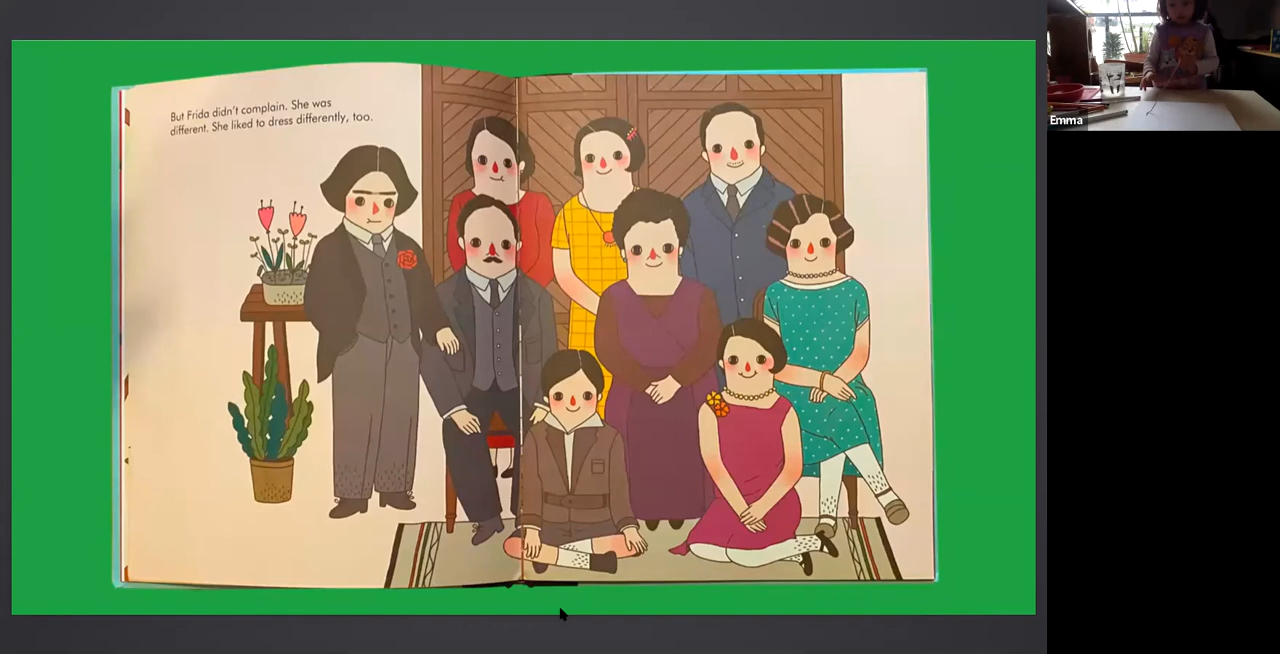 But Frida didn't complain. She was
different. She liked to dress differently, too.
Emma